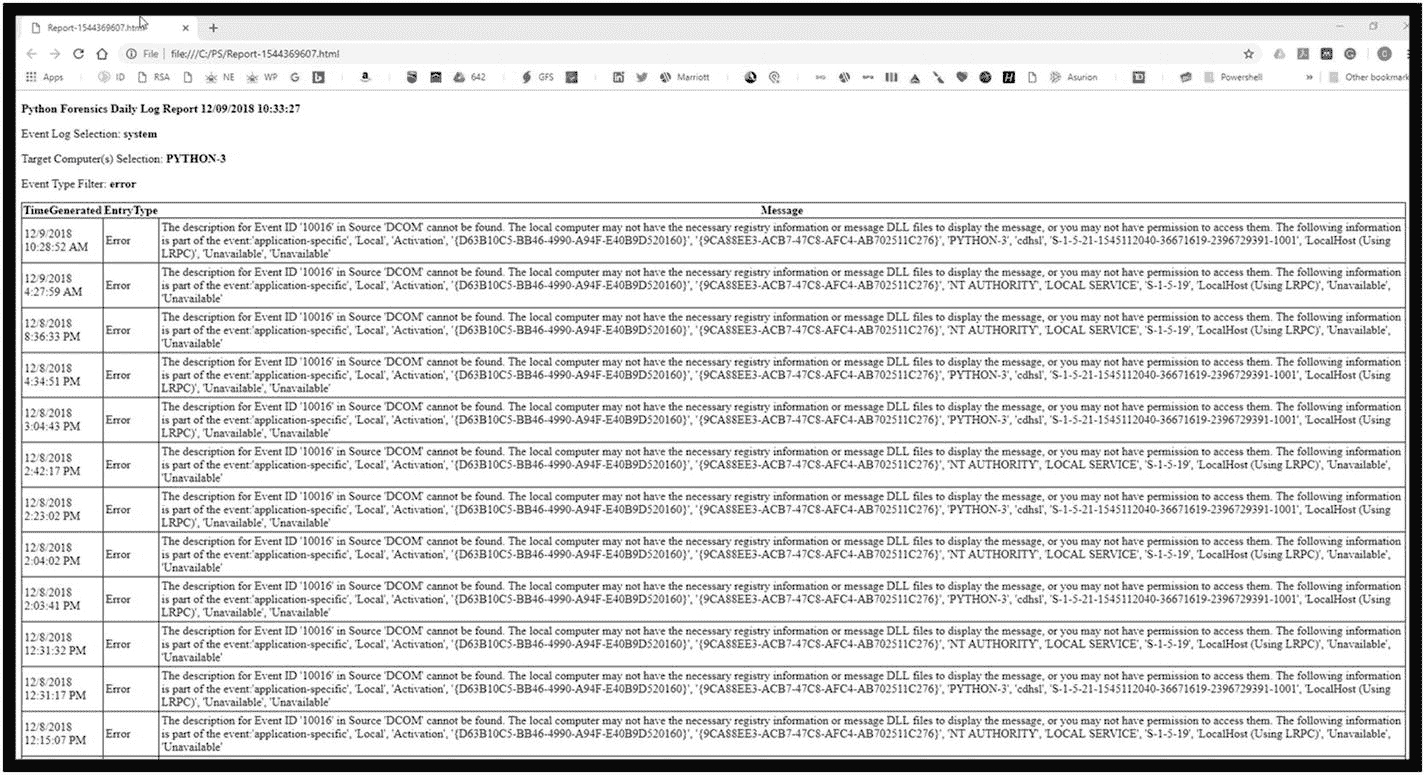 Report-1544369607.html
File | file:///C:/PS/Report-1544369607.html
Apps ID RSA NE WP G 642 GFS Marriott Asurion Powershell » Other bookmark
Python Forensics Daily Log Report 12/09/2018 10:33:27
Event Log Selection: system
Target Computer(s) Selection: PYTHON-3
Event Type Filter: error
TimeGenerated EntryType Message
12/9/2018
10:28:52 AM
Error
The description for Event ID '10016' in Source 'DCOM' cannot be found. The local computer may not have the necessary registry information or message DLL files to display the message, or you may not have permission to access them. The following information
is part of the event:'application-specific', 'Local', 'Activation', '{D63B10C5-BB46-4990-A94F-E40B9D520160}', '{9CA88EE3-ACB7-47C8-AFC4-AB702511C276}', 'PYTHON-3', 'cdhsl', 'S-1-5-21-1545112040-36671619-2396729391-1001', 'LocalHost (Using
LRPC)', 'Unavailable', 'Unavailable'
12/9/2018
4:27:59 AM
Error
The description for Event ID '10016' in Source 'DCOM' cannot be found. The local computer may not have the necessary registry information or message DLL files to display the message, or you may not have permission to access them. The following information
is part of the event:'application-specific', 'Local', 'Activation', '{D63B10C5-BB46-4990-A94F-E40B9D520160}', '{9CA88EE3-ACB7-47C8-AFC4-AB702511C276}', 'NT AUTHORITY', 'LOCAL SERVICE', 'S-1-5-19', 'LocalHost (Using LRPC)', 'Unavailable',
'Unavailable'
12/8/2018
8:36:33 PM
Error
The description for Event ID '10016' in Source 'DCOM' cannot be found. The local computer may not have the necessary registry information or message DLL files to display the message, or you may not have permission to access them. The following information
is part of the event:'application-specific', 'Local', 'Activation', '{D63B10C5-BB46-4990-A94F-E40B9D520160}', '{9CA88EE3-ACB7-47C8-AFC4-AB702511C276}', 'NT AUTHORITY', 'LOCAL SERVICE', 'S-1-5-19', 'LocalHost (Using LRPC)', 'Unavailable',
'Unavailable'
12/8/2018
4:34:51 PM
Error
The description for Event ID '10016' in Source 'DCOM' cannot be found. The local computer may not have the necessary registry information or message DLL files to display the message, or you may not have permission to access them. The following information
is part of the event:'application-specific', 'Local', 'Activation', '{D63B10C5-BB46-4990-A94F-E40B9D520160}', '{9CA88EE3-ACB7-47C8-AFC4-AB702511C276}', 'PYTHON-3', 'cdhsl', 'S-1-5-21-1545112040-36671619-2396729391-1001', 'LocalHost (Using
LRPC)', 'Unavailable', 'Unavailable'
12/8/2018
3:04:43 PM
Error
The description for Event ID '10016' in Source 'DCOM' cannot be found. The local computer may not have the necessary registry information or message DLL files to display the message, or you may not have permission to access them. The following information
is part of the event:'application-specific', 'Local', 'Activation', '{D63B10C5-BB46-4990-A94F-E40B9D520160}', '{9CA88EE3-ACB7-47C8-AFC4-AB702511C276}', 'PYTHON-3', 'cdhsl', 'S-1-5-21-1545112040-36671619-2396729391-1001', 'LocalHost (Using
LRPC)', 'Unavailable', 'Unavailable'
12/8/2018
2:42:17 PM
Error
The description for Event ID '10016' in Source 'DCOM' cannot be found. The local computer may not have the necessary registry information or message DLL files to display the message, or you may not have permission to access them. The following information
is part of the event:'application-specific', 'Local', 'Activation', '{D63B10C5-BB46-4990-A94F-E40B9D520160}', '{9CA88EE3-ACB7-47C8-AFC4-AB702511C276}', 'NT AUTHORITY', 'LOCAL SERVICE', 'S-1-5-19', 'LocalHost (Using LRPC)', 'Unavailable',
'Unavailable'
12/8/2018
2:23:02 PM
Error
The description for Event ID '10016' in Source 'DCOM' cannot be found. The local computer may not have the necessary registry information or message DLL files to display the message, or you may not have permission to access them. The following information
is part of the event:'application-specific', 'Local', 'Activation', '{D63B10C5-BB46-4990-A94F-E40B9D520160}', '{9CA88EE3-ACB7-47C8-AFC4-AB702511C276}', 'PYTHON-3', 'cdhsl', 'S-1-5-21-1545112040-36671619-2396729391-1001', 'LocalHost (Using
LRPC)', 'Unavailable', 'Unavailable'
12/8/2018
2:04:02 PM
Error
The description for Event ID '10016' in Source 'DCOM' cannot be found. The local computer may not have the necessary registry information or message DLL files to display the message, or you may not have permission to access them. The following information
is part of the event:'application-specific', 'Local', 'Activation', '{D63B10C5-BB46-4990-A94F-E40B9D520160}', '{9CA88EE3-ACB7-47C8-AFC4-AB702511C276}', 'NT AUTHORITY', 'LOCAL SERVICE', 'S-1-5-19', 'LocalHost (Using LRPC)', 'Unavailable',
'Unavailable'
12/8/2018
2:03:41 PM
Error
The description for Event ID '10016' in Source 'DCOM' cannot be found. The local computer may not have the necessary registry information or message DLL files to display the message, or you may not have permission to access them. The following information
is part of the event:'application-specific', 'Local', 'Activation', '{D63B10C5-BB46-4990-A94F-E40B9D520160}', '{9CA88EE3-ACB7-47C8-AFC4-AB702511C276}', 'PYTHON-3', 'cdhsl', 'S-1-5-21-1545112040-36671619-2396729391-1001', 'LocalHost (Using
LRPC)', 'Unavailable', 'Unavailable'
12/8/2018
12:31:32 PM
Error
The description for Event ID '10016' in Source 'DCOM' cannot be found. The local computer may not have the necessary registry information or message DLL files to display the message, or you may not have permission to access them. The following information
is part of the event:'application-specific', 'Local', 'Activation', '{D63B10C5-BB46-4990-A94F-E40B9D520160}', '{9CA88EE3-ACB7-47C8-AFC4-AB702511C276}', 'NT AUTHORITY', 'LOCAL SERVICE', 'S-1-5-19', 'LocalHost (Using LRPC)', 'Unavailable',
'Unavailable'
12/8/2018
12:31:17 PM
Error
The description for Event ID '10016' in Source 'DCOM' cannot be found. The local computer may not have the necessary registry information or message DLL files to display the message, or you may not have permission to access them. The following information
is part of the event:'application-specific', 'Local', 'Activation', '{D63B10C5-BB46-4990-A94F-E40B9D520160}', '{9CA88EE3-ACB7-47C8-AFC4-AB702511C276}', 'PYTHON-3', 'cdhsl', 'S-1-5-21-1545112040-36671619-2396729391-1001', 'LocalHost (Using
LRPC)', 'Unavailable', 'Unavailable'
12/8/2018
12:15:07 PM
Error
The description for Event ID '10016' in Source 'DCOM' cannot be found. The local computer may not have the necessary registry information or message DLL files to display the message, or you may not have permission to access them. The following information
is part of the event:'application-specific', 'Local', 'Activation', '{D63B10C5-BB46-4990-A94F-E40B9D520160}', '{9CA88EE3-ACB7-47C8-AFC4-AB702511C276}', 'NT AUTHORITY', 'LOCAL SERVICE', 'S-1-5-19', 'LocalHost (Using LRPC)', 'Unavailable',
'Unavailable'